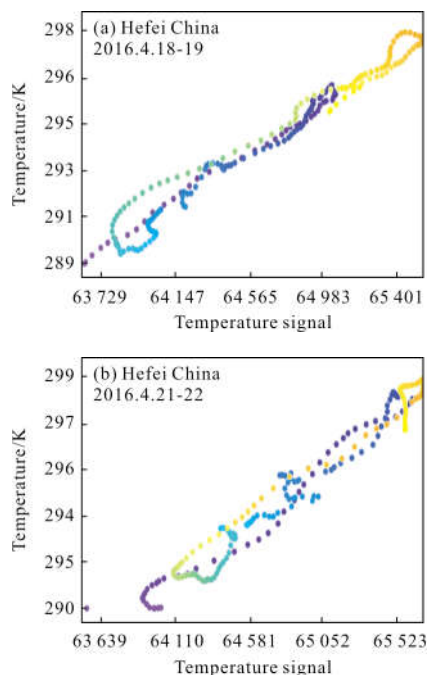 298
(a) Hefei China
2016.4.18-19
296
295
293
291
289
Temperature/K
63 729 64 147 64 565 64 983 65 401
Temperature signal
299
(b) Hefei China
2016.4.21-22
297
296
294
295
290
Temperature/K
63 639 64 110 64 581 65 052 65 523
Temperature signal